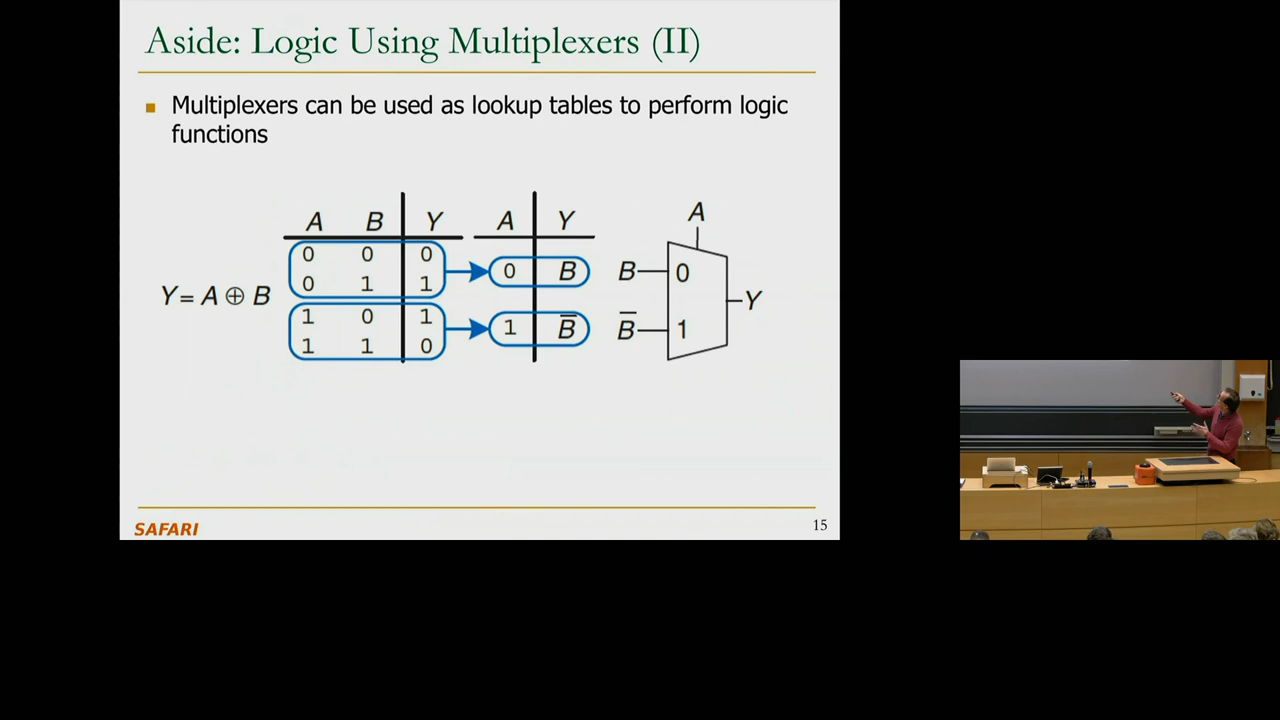 Aside: Logic Using Multiplexers (II)
Multiplexers can be used as lookup tables to perform logic
functions
Y = A ⊕ B
A B Y
0 0 0
0 1 1
1 0 1
1 1 0
A Y
0 B
1 B̅
A
B 0
B̅ 1
Y
SAFARI
15